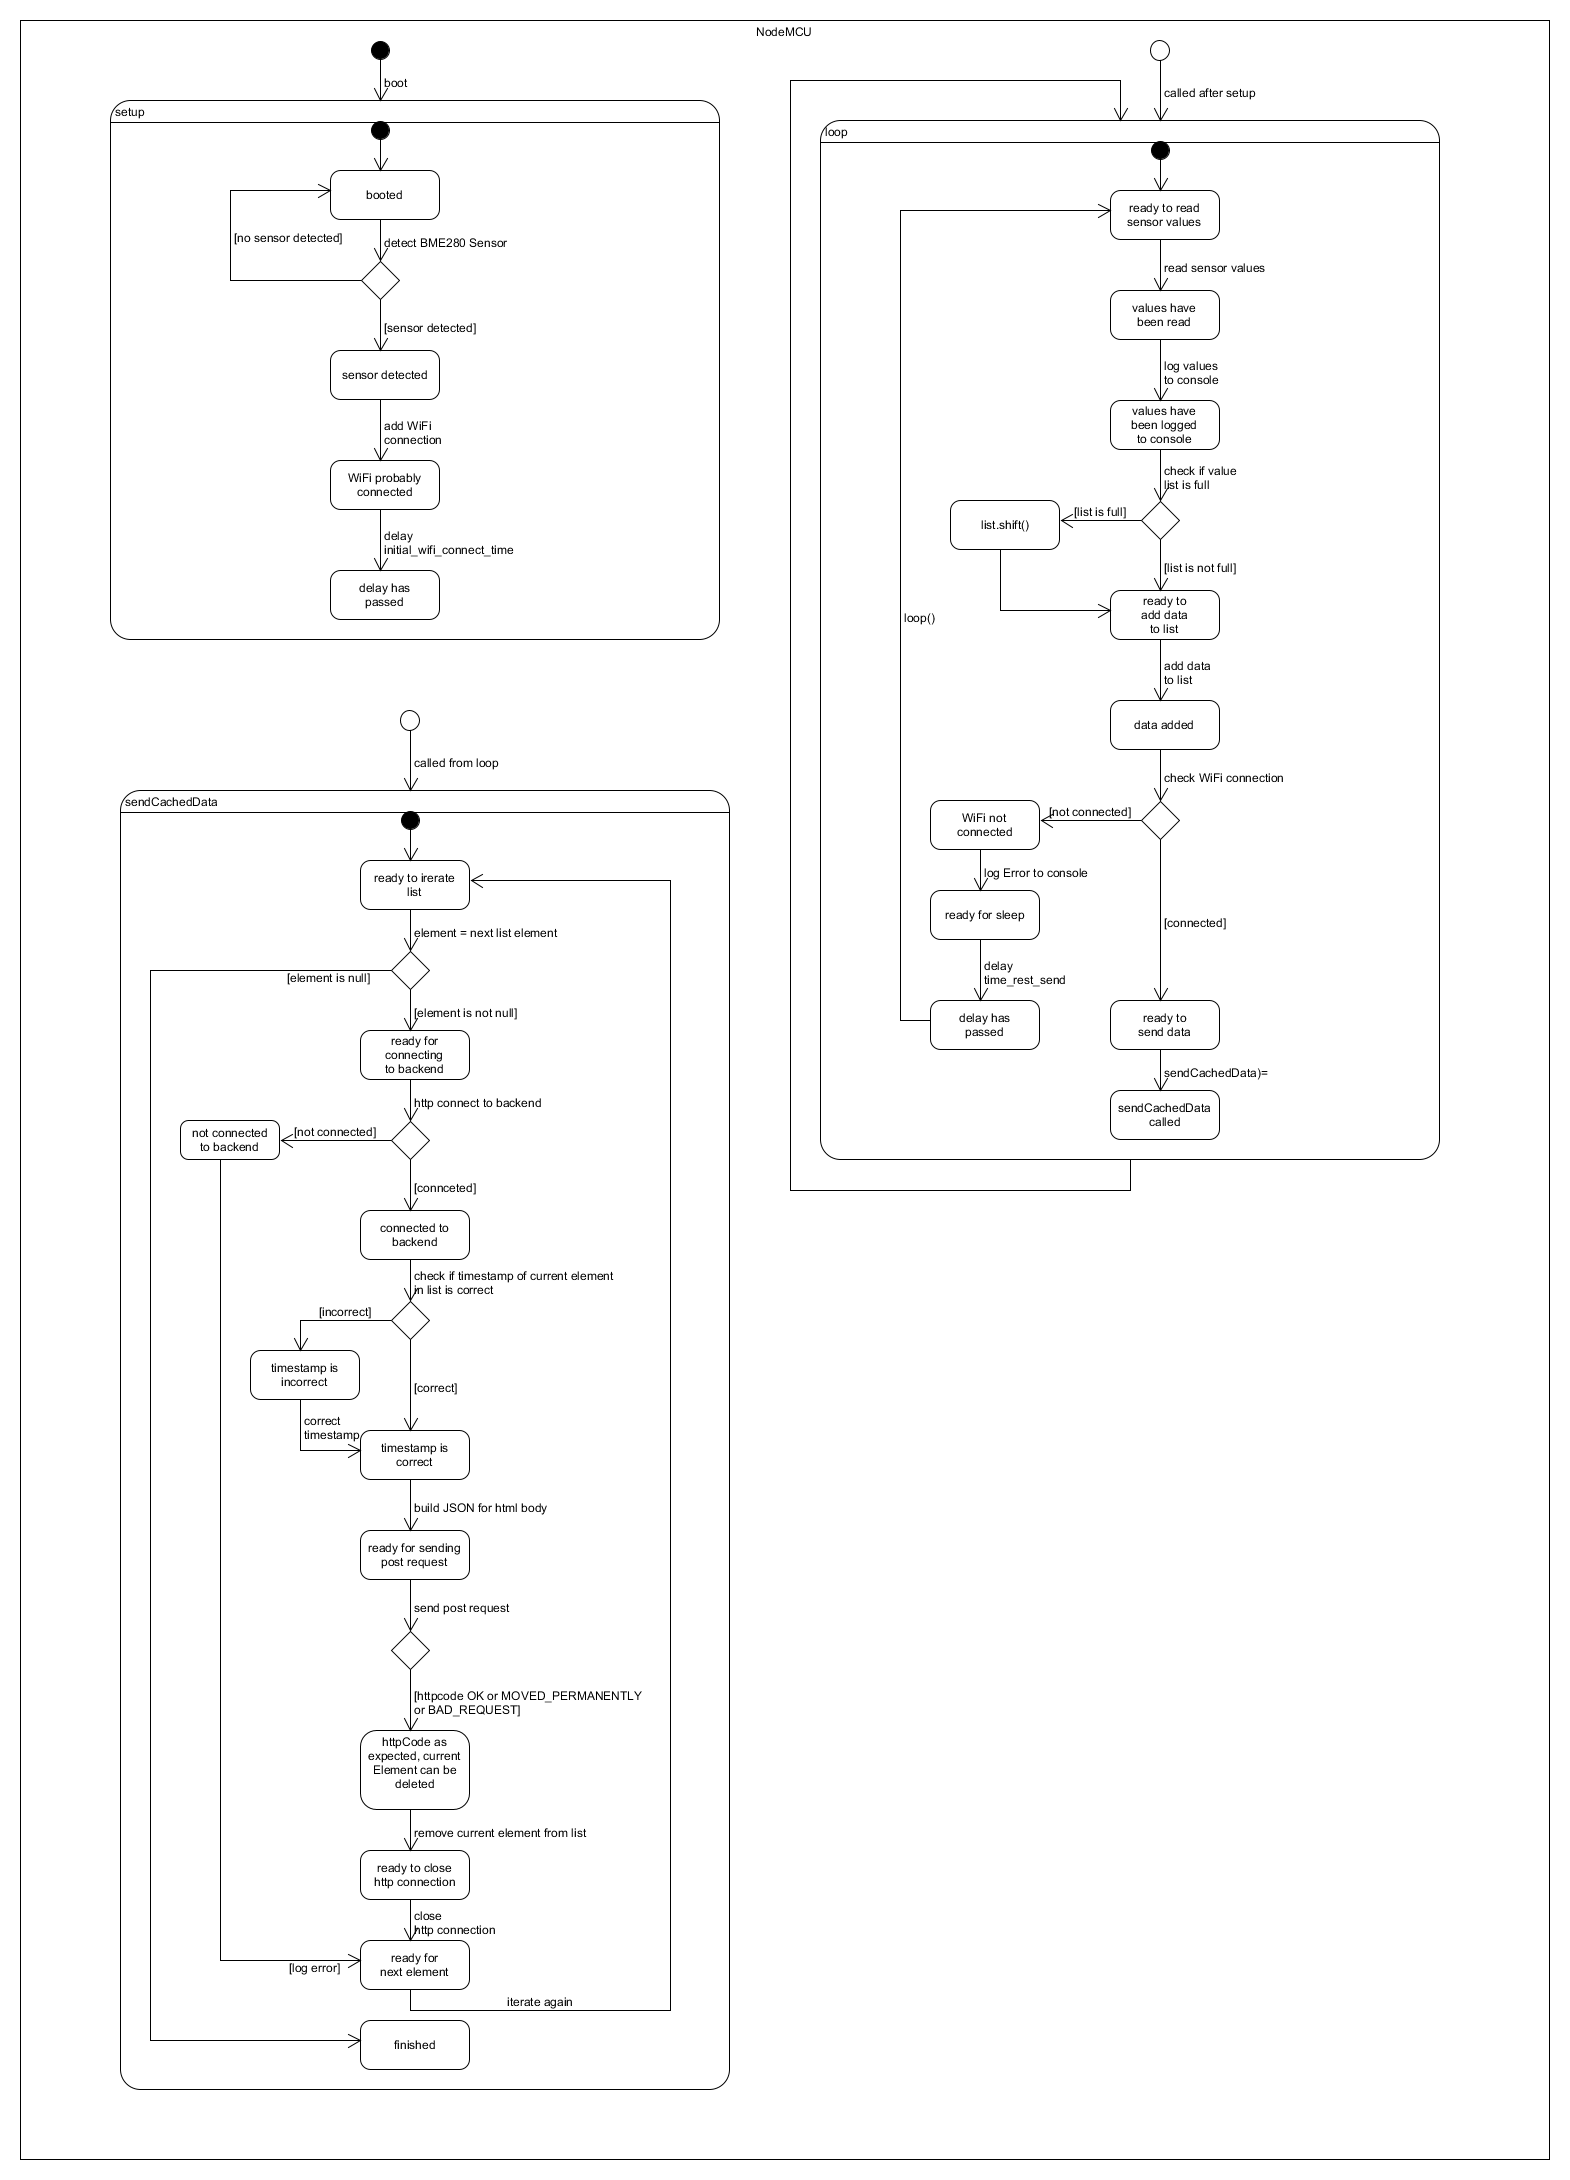 NodeMCU
boot
setup
booted
[no sensor detected]
detect BME280 Sensor
[sensor detected]
sensor detected
add WiFi
connection
WiFi probably
connected
delay
initial_wifi_connect_time
delay has
passed
called after setup
loop
ready to read
sensor values
read sensor values
values have
been read
log values
to console
values have
been logged
to console
check if value
list is full
[list is full]
list.shift()
[list is not full]
ready to
add data
to list
loop()
add data
to list
data added
check WiFi connection
[not connected]
WiFi not
connected
log Error to console
ready for sleep
[connected]
delay
time_rest_send
delay has
passed
ready to
send data
sendCachedData)=
sendCachedData
called
called from loop
sendCachedData
ready to irerate
list
element = next list element
[element is null]
[element is not null]
ready for
connecting
to backend
http connect to backend
[not connected]
not connected
to backend
[connceted]
connected to
backend
check if timestamp of current element
in list is correct
[incorrect]
timestamp is
incorrect
[correct]
correct
timestamp
timestamp is
correct
build JSON for html body
ready for sending
post request
send post request
[httpcode OK or MOVED_PERMANENTLY
or BAD_REQUEST]
httpCode as
expected, current
Element can be
deleted
remove current element from list
ready to close
http connection
close
http connection
[log error]
ready for
next element
iterate again
finished